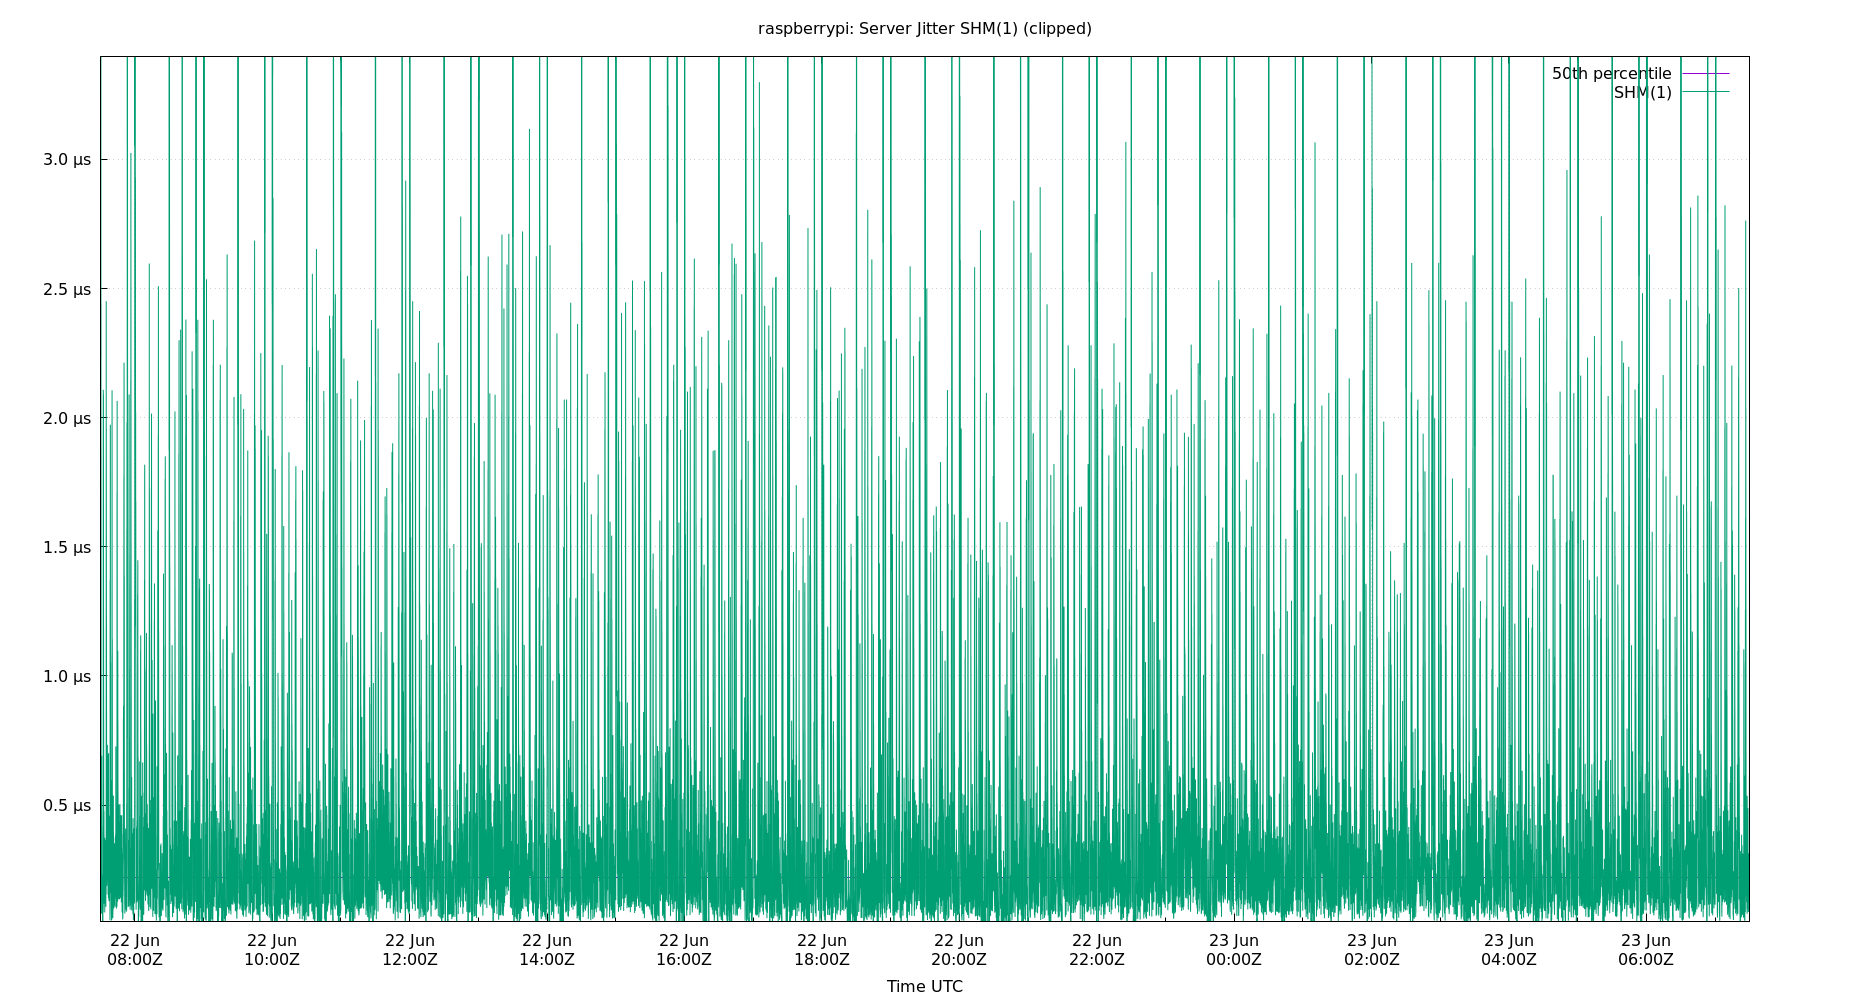 raspberrypi: Server Jitter SHM(1) (clipped)
50th percentile
SHM(1)
3.0 µs
2.5 µs
2.0 µs
1.5 µs
1.0 µs
0.5 µs
22 Jun 22 Jun 22 Jun 22 Jun 22 Jun 22 Jun 22 Jun 22 Jun 23 Jun 23 Jun 23 Jun 23 Jun
08:00Z 10:00Z 12:00Z 14:00Z 16:00Z 18:00Z 20:00Z 22:00Z 00:00Z 02:00Z 04:00Z 06:00Z
Time UTC